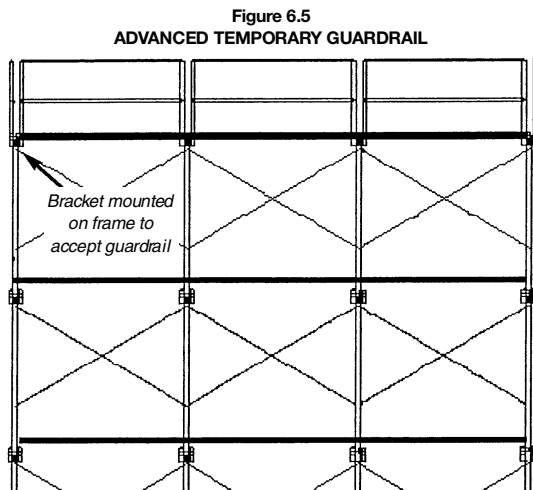 Figure 6.5
ADVANCED TEMPORARY GUARDRAIL
Bracket mounted
on frame to
accept guardrail